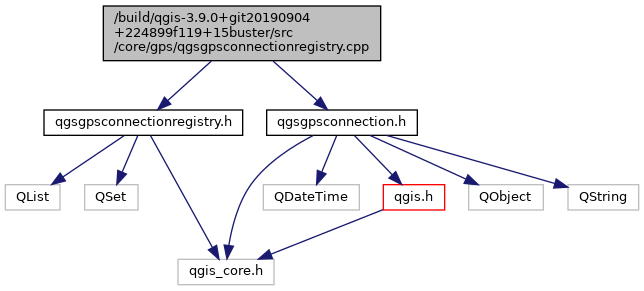 /build/qgis-3.9.0+git20190904
+224899f119+15buster/src
/core/gps/qgsgpsconnectionregistry.cpp
qgsgpsconnectionregistry.h
qgsgpsconnection.h
QList
QSet
QDateTime
qgis.h
QObject
QString
qgis_core.h